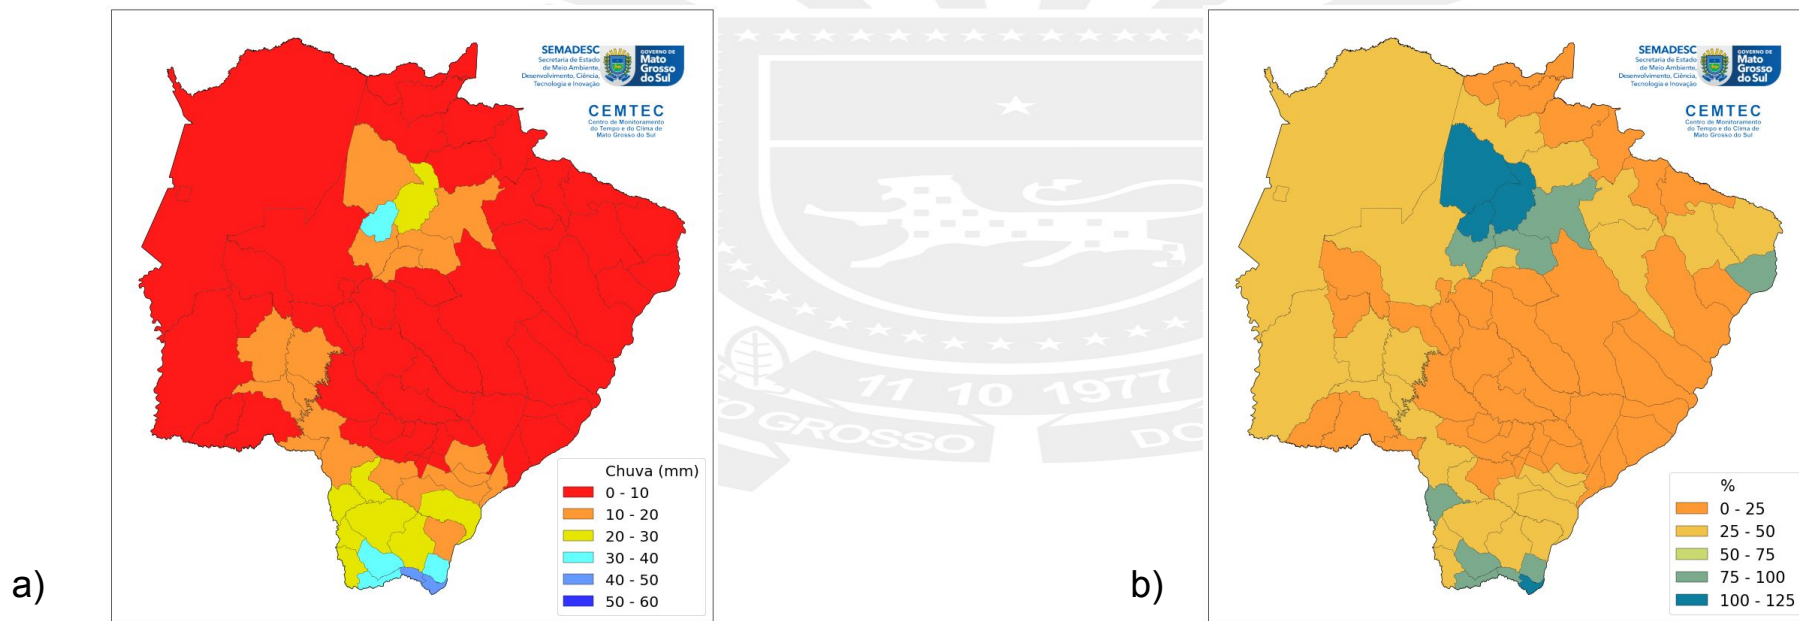 SEMADESC
Secretaria de Estado
de Meio Ambiente,
Desenvolvimento, Ciência,
Tecnologia e Inovação
GOVERNO DE
Mato
Grosso
do Sul
CEMTEC
Centro de Monitoramento
do Tempo e do Clima de
Mato Grosso do Sul
Chuva (mm)
0 - 10
10 - 20
20 - 30
30 - 40
40 - 50
50 - 60
a)
11 10 1977
TO GROSSO
DO
SEMADESC
Secretaria de Estado
de Meio Ambiente,
Desenvolvimento, Ciência,
Tecnologia e Inovação
GOVERNO DE
Mato
Grosso
do Sul
CEMTEC
Centro de Monitoramento
do Tempo e do Clima de
Mato Grosso do Sul
%
0 - 25
25 - 50
50 - 75
75 - 100
100 - 125
b)